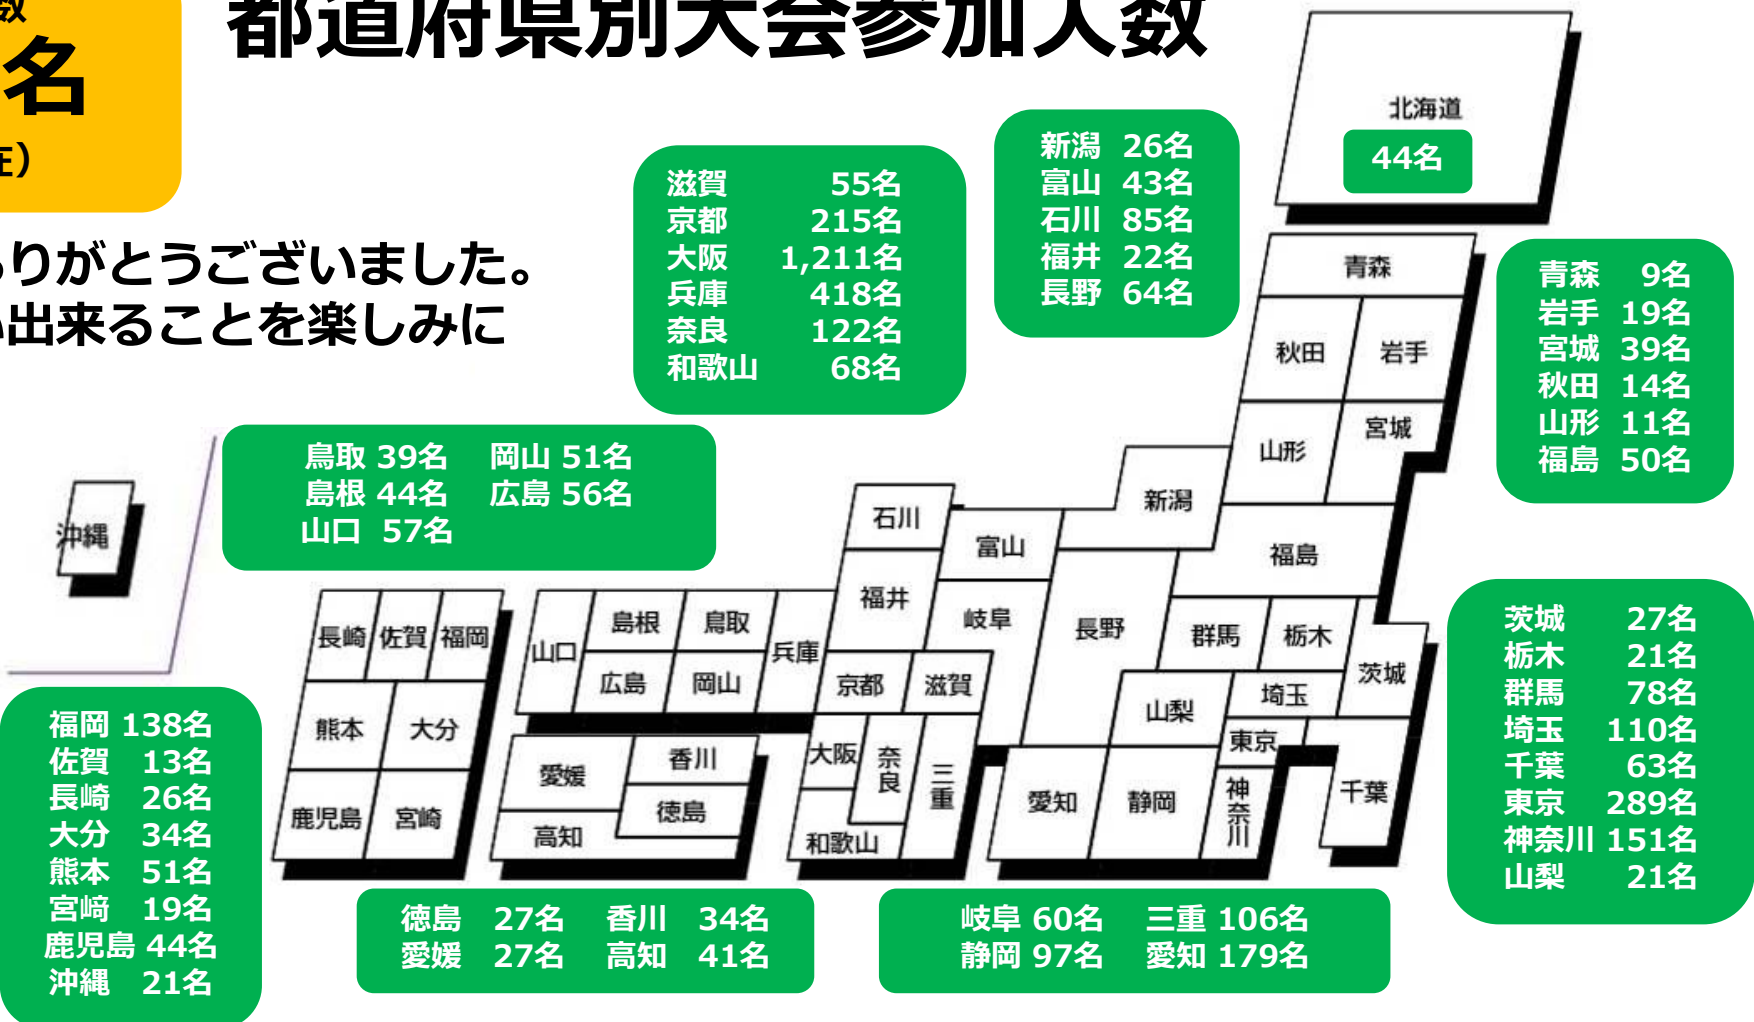 数
都道府県別大会参加人数
名
在）
ありがとうございました。
出来ることを楽しみに
滋賀 55名
京都 215名
大阪 1,211名
兵庫 418名
奈良 122名
和歌山 68名
新潟 26名
富山 43名
石川 85名
福井 22名
長野 64名
北海道
44名
青森 9名
岩手 19名
宮城 39名
秋田 14名
山形 11名
福島 50名
鳥取 39名 岡山 51名
島根 44名 広島 56名
山口 57名
青森
秋田 岩手
山形 宮城
新潟
福島
石川
富山
福井
岐阜
長野
群馬 栃木
茨城
埼玉
山梨
東京
千葉
神奈川
静岡
愛知
京都 滋賀
大阪
奈良
三重
和歌山
兵庫
島根 鳥取
山口
広島 岡山
愛媛
香川
徳島
高知
長崎 佐賀 福岡
熊本 大分
鹿児島 宮崎
沖縄
茨城 27名
栃木 21名
群馬 78名
埼玉 110名
千葉 63名
東京 289名
神奈川 151名
山梨 21名
福岡 138名
佐賀 13名
長崎 26名
大分 34名
熊本 51名
宮﨑 19名
鹿児島 44名
沖縄 21名
徳島 27名 香川 34名
愛媛 27名 高知 41名
岐阜 60名 三重 106名
静岡 97名 愛知 179名